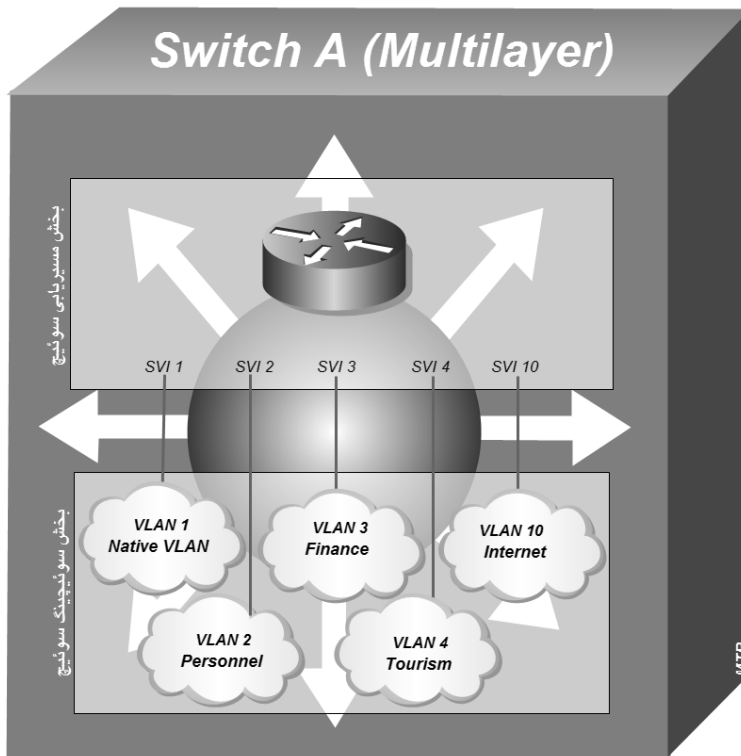 Switch A (Multilayer)
بخش مسیریابی سوئیچ
SVI 1
SVI 2
SVI 3
SVI 4
SVI 10
بخش سوئیچینگ سوئیچ
VLAN 1
Native VLAN
VLAN 3
Finance
VLAN 10
Internet
VLAN 2
Personnel
VLAN 4
Tourism